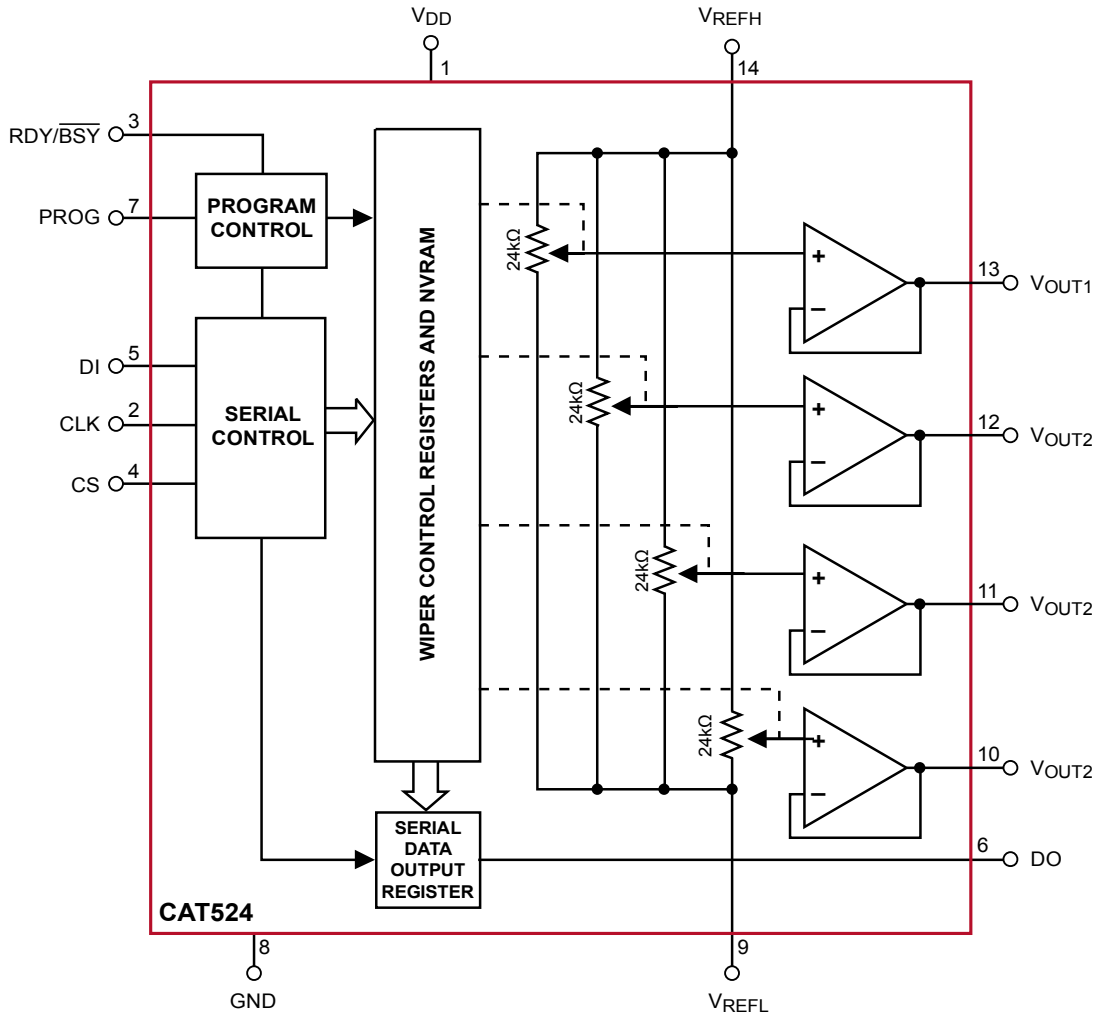 VDD
VREFH
1
14
3
RDY/BSY
7
PROG
PROGRAM
CONTROL
5
DI
2
CLK
4
CS
SERIAL
CONTROL
WIPER CONTROL REGISTERS AND NVRAM
24kΩ
+
−
13
VOUT1
24kΩ
+
−
12
VOUT2
24kΩ
+
−
11
VOUT2
24kΩ
+
−
10
VOUT2
SERIAL
DATA
OUTPUT
REGISTER
6
DO
CAT524
8
GND
9
VREFL